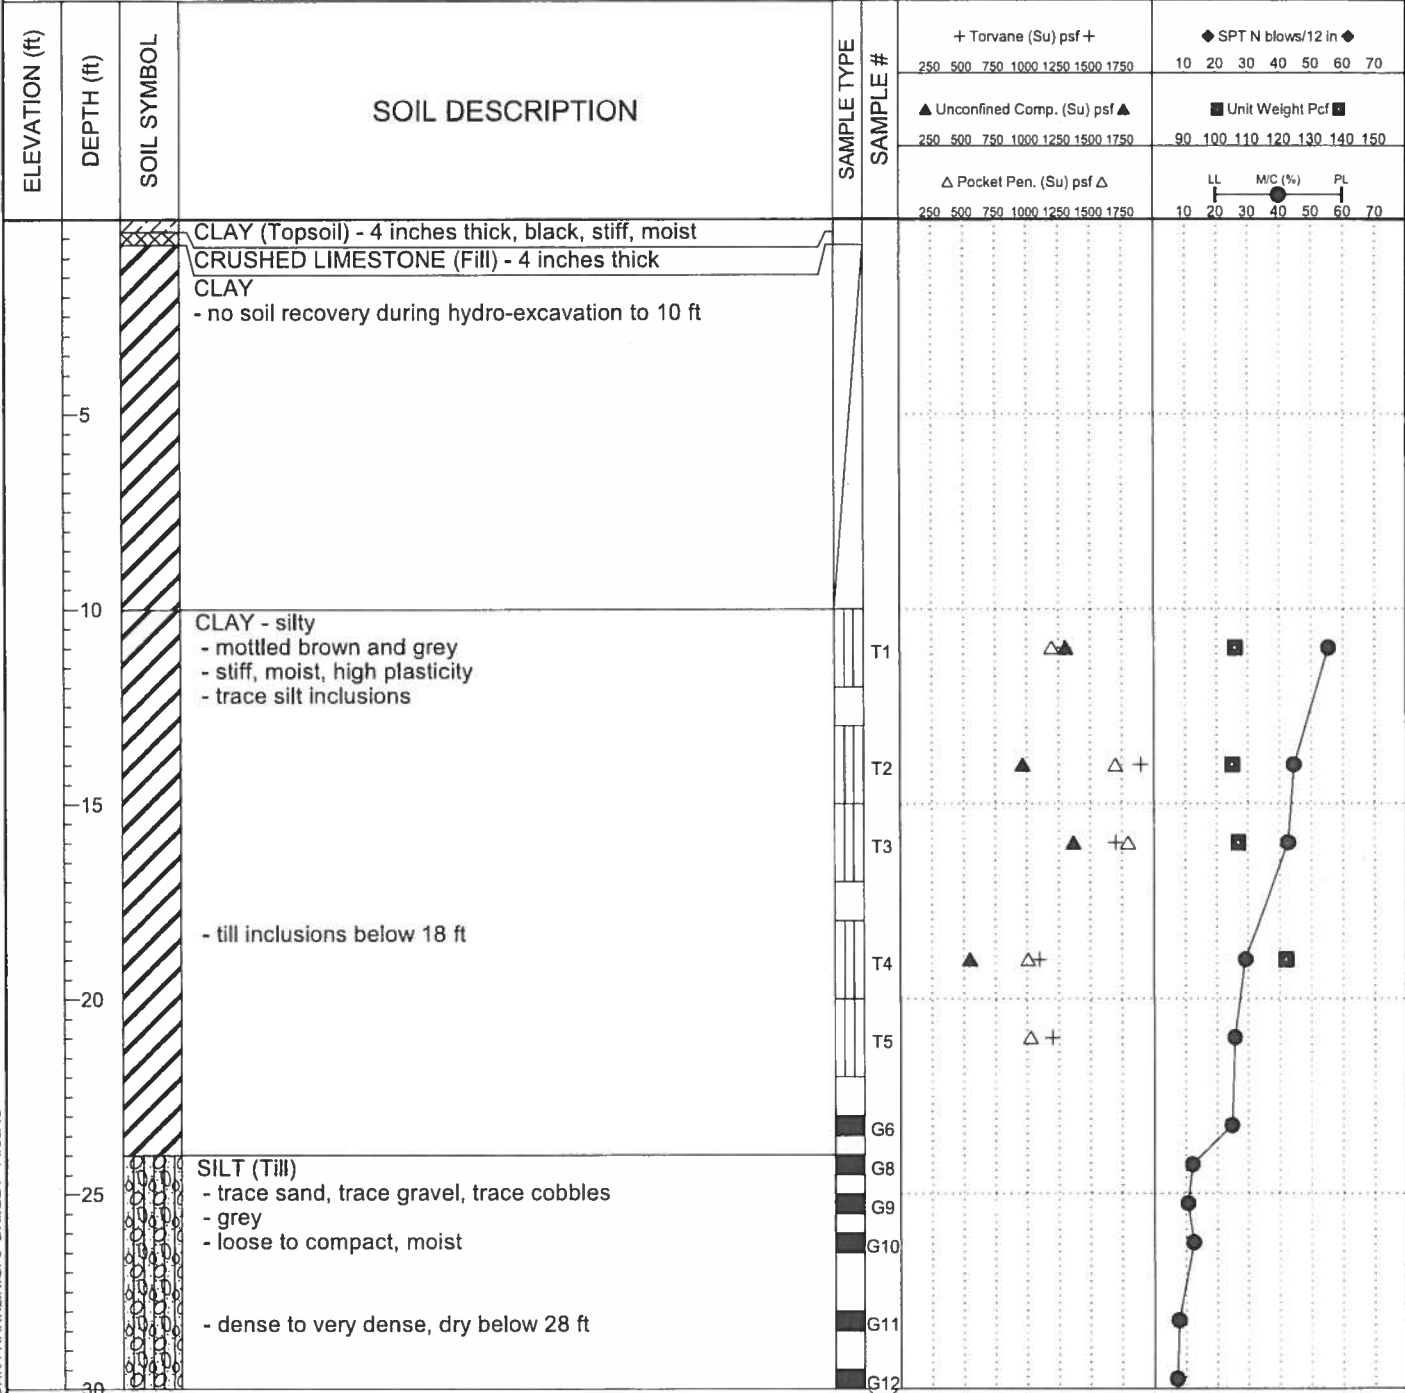 ELEVATION (ft)
DEPTH (ft)
SOIL SYMBOL
SOIL DESCRIPTION
SAMPLE TYPE
SAMPLE #
+ Torvane (Su) psf +
250 500 750 1000 1250 1500 1750
▲ Unconfined Comp. (Su) psf ▲
250 500 750 1000 1250 1500 1750
△ Pocket Pen. (Su) psf △
250 500 750 1000 1250 1500 1750
◆ SPT N blows/12 in ◆
10 20 30 40 50 60 70
Unit Weight Pcf
90 100 110 120 130 140 150
LL M/C (%) PL
10 20 30 40 50 60 70
CLAY (Topsoil) - 4 inches thick, black, stiff, moist
CRUSHED LIMESTONE (Fill) - 4 inches thick
CLAY
- no soil recovery during hydro-excavation to 10 ft
5
10
CLAY - silty
- mottled brown and grey
- stiff, moist, high plasticity
- trace silt inclusions
T1
T2
15
T3
- till inclusions below 18 ft
T4
20
T5
G6
SILT (Till)
- trace sand, trace gravel, trace cobbles
- grey
- loose to compact, moist
G8
25
G9
G10
- dense to very dense, dry below 28 ft
G11
G12
30